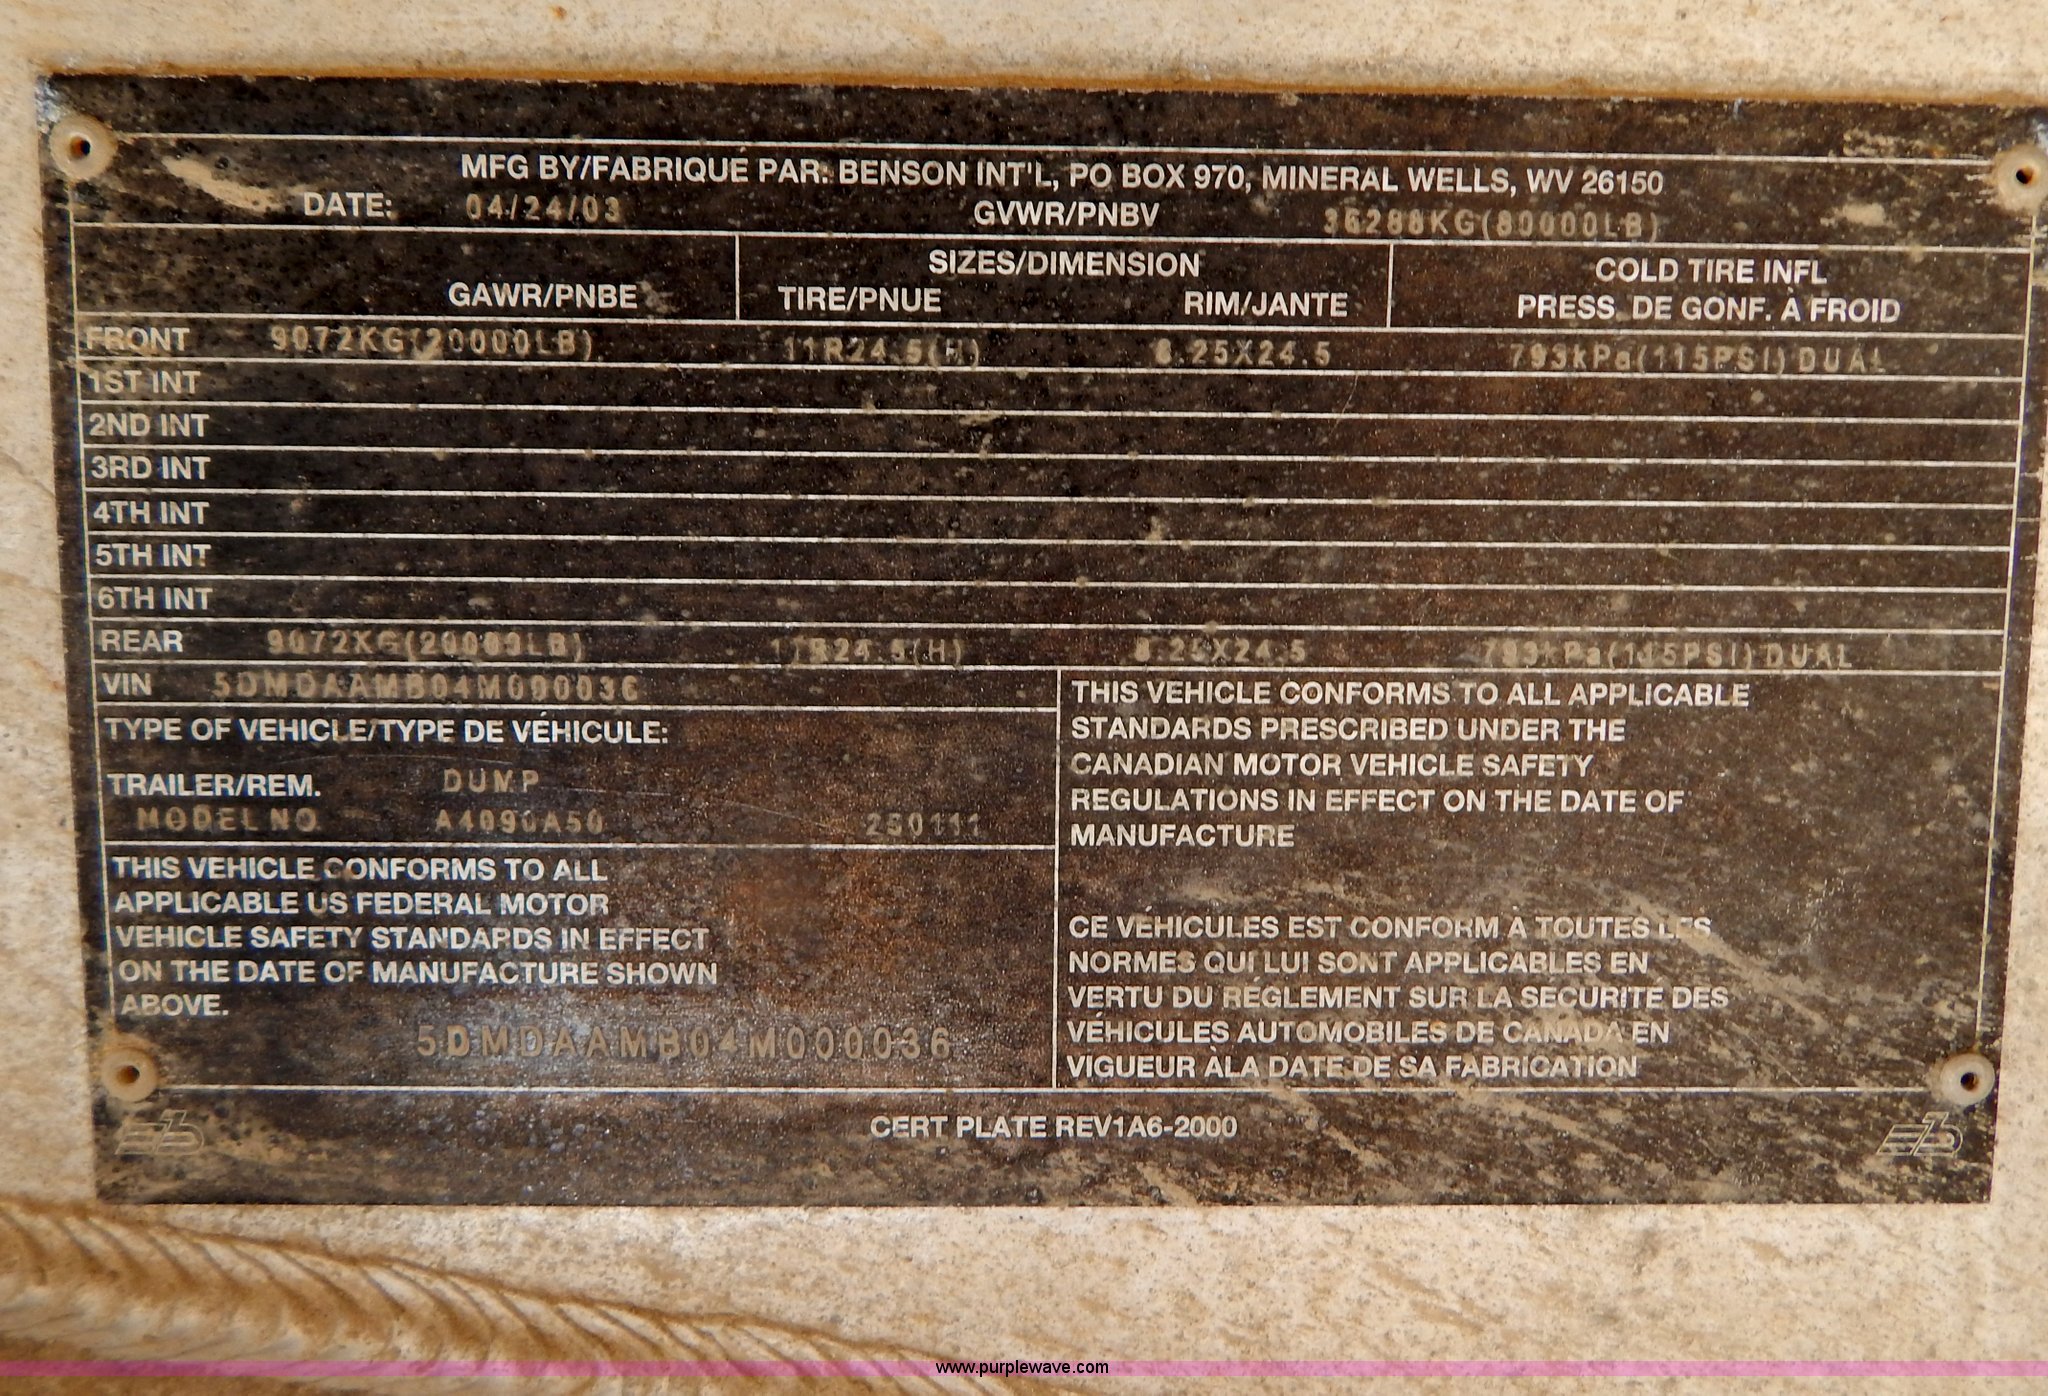 MFG BY/FABRIQUÉ PAR: BENSON INT'L, PO BOX 970, MINERAL WELLS, WV 26150
DATE: 04/24/03 GVWR/PNBV 36288KG(80000LB)
SIZES/DIMENSION COLD TIRE INFL
GAWR/PNBE TIRE/PNUE RIM/JANTE PRESS. DE GONF. À FROID
FRONT 9072KG(20000LB) 11R24.5(H) 8.25X24.5 793kPa(115PSI)DUAL
1ST INT
2ND INT
3RD INT
4TH INT
5TH INT
6TH INT
REAR 9072KG(20000LB) 11R24.5(H) 8.25X24.5 793kPa(115PSI)DUAL
VIN 5DMDAAMB04M000036
TYPE OF VEHICLE/TYPE DE VÉHICULE:
TRAILER/REM. DUMP
MODEL NO A4090A50 250111
THIS VEHICLE CONFORMS TO ALL
APPLICABLE US FEDERAL MOTOR
VEHICLE SAFETY STANDARDS IN EFFECT
ON THE DATE OF MANUFACTURE SHOWN
ABOVE.
5DMDAAMB04M000036
THIS VEHICLE CONFORMS TO ALL APPLICABLE
STANDARDS PRESCRIBED UNDER THE
CANADIAN MOTOR VEHICLE SAFETY
REGULATIONS IN EFFECT ON THE DATE OF
MANUFACTURE
CE VÉHICULES EST CONFORM À TOUTES LES
NORMES QUI LUI SONT APPLICABLES EN
VERTU DU RÉGLEMENT SUR LA SÉCURITÉ DES
VÉHICULES AUTOMOBILES DE CANADA EN
VIGUEUR ÀLA DATE DE SA FABRICATION
CERT PLATE REV1A6-2000
www.purplewave.com